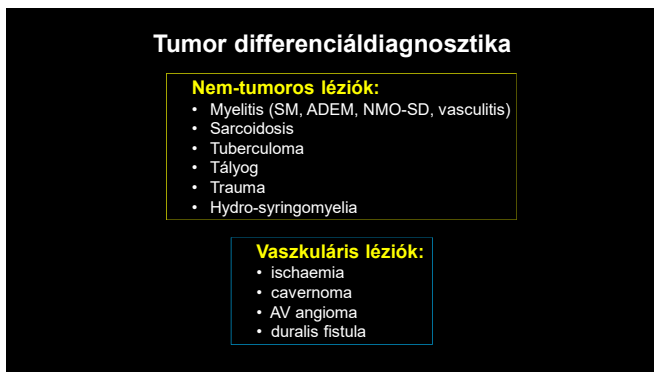 Tumor differenciáldiagnosztika
Nem-tumoros léziók:
• Myelitis (SM, ADEM, NMO-SD, vasculitis)
• Sarcoidosis
• Tuberculoma
• Tályog
• Trauma
• Hydro-syringomyelia
Vaszkuláris léziók:
• ischaemia
• cavernoma
• AV angioma
• duralis fistula